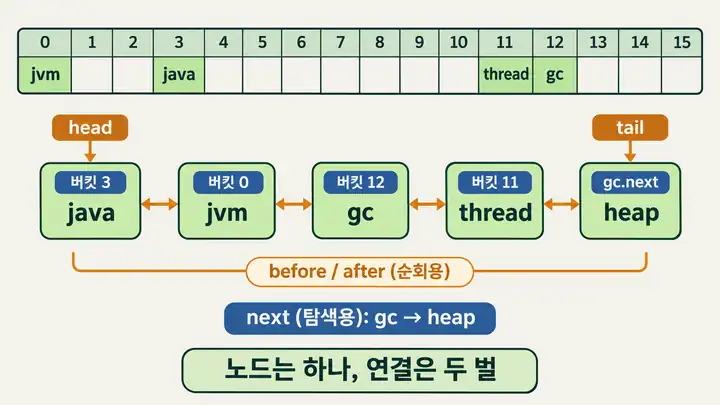 0 1 2 3 4 5 6 7 8 9 10 11 12 13 14 15
jvm java thread gc
head tail
버킷 3 버킷 0 버킷 12 버킷 11 gc.next
java jvm gc thread heap
before / after (순회용)
next (탐색용): gc → heap
노드는 하나, 연결은 두 벌